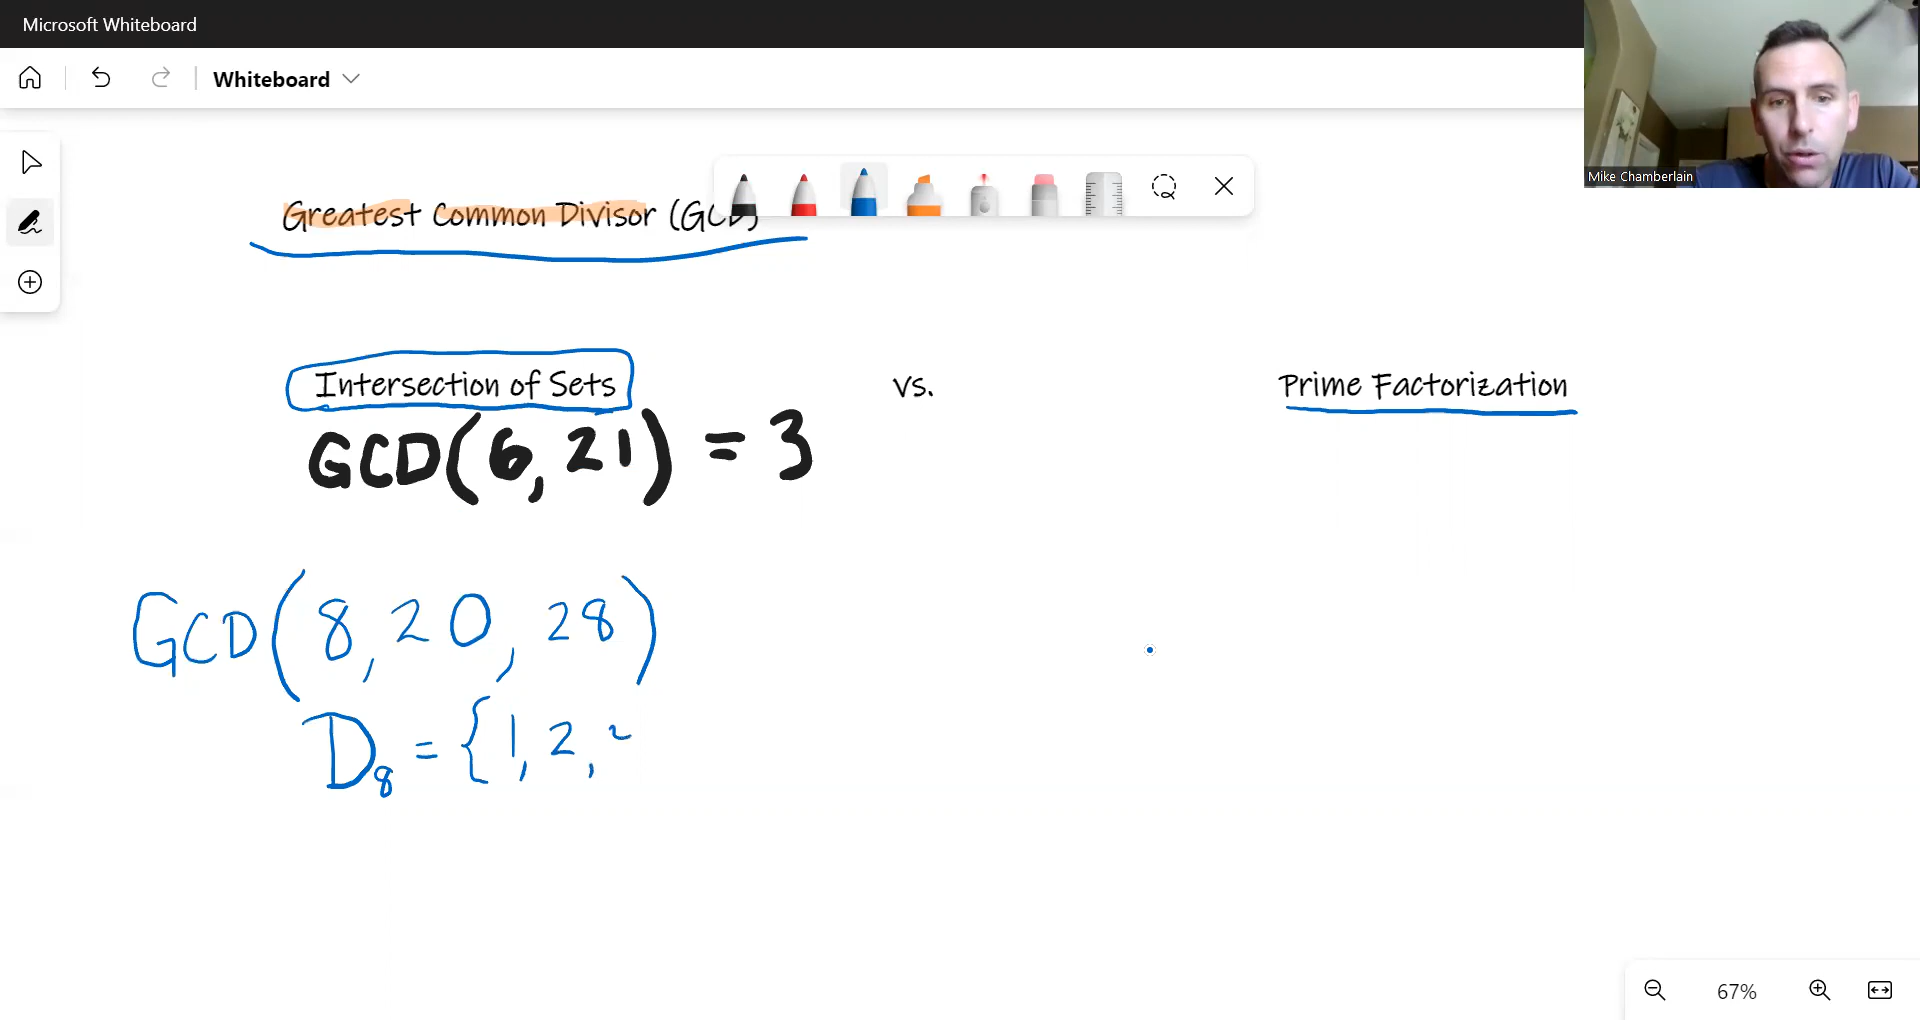 Microsoft Whiteboard
Whiteboard
Mike Chamberlain
Greatest Common Divisor (GCD)
Intersection of Sets vs. Prime Factorization
GCD(6, 21) = 3
GCD(8, 20, 28)
D8 = {1, 2,
67%